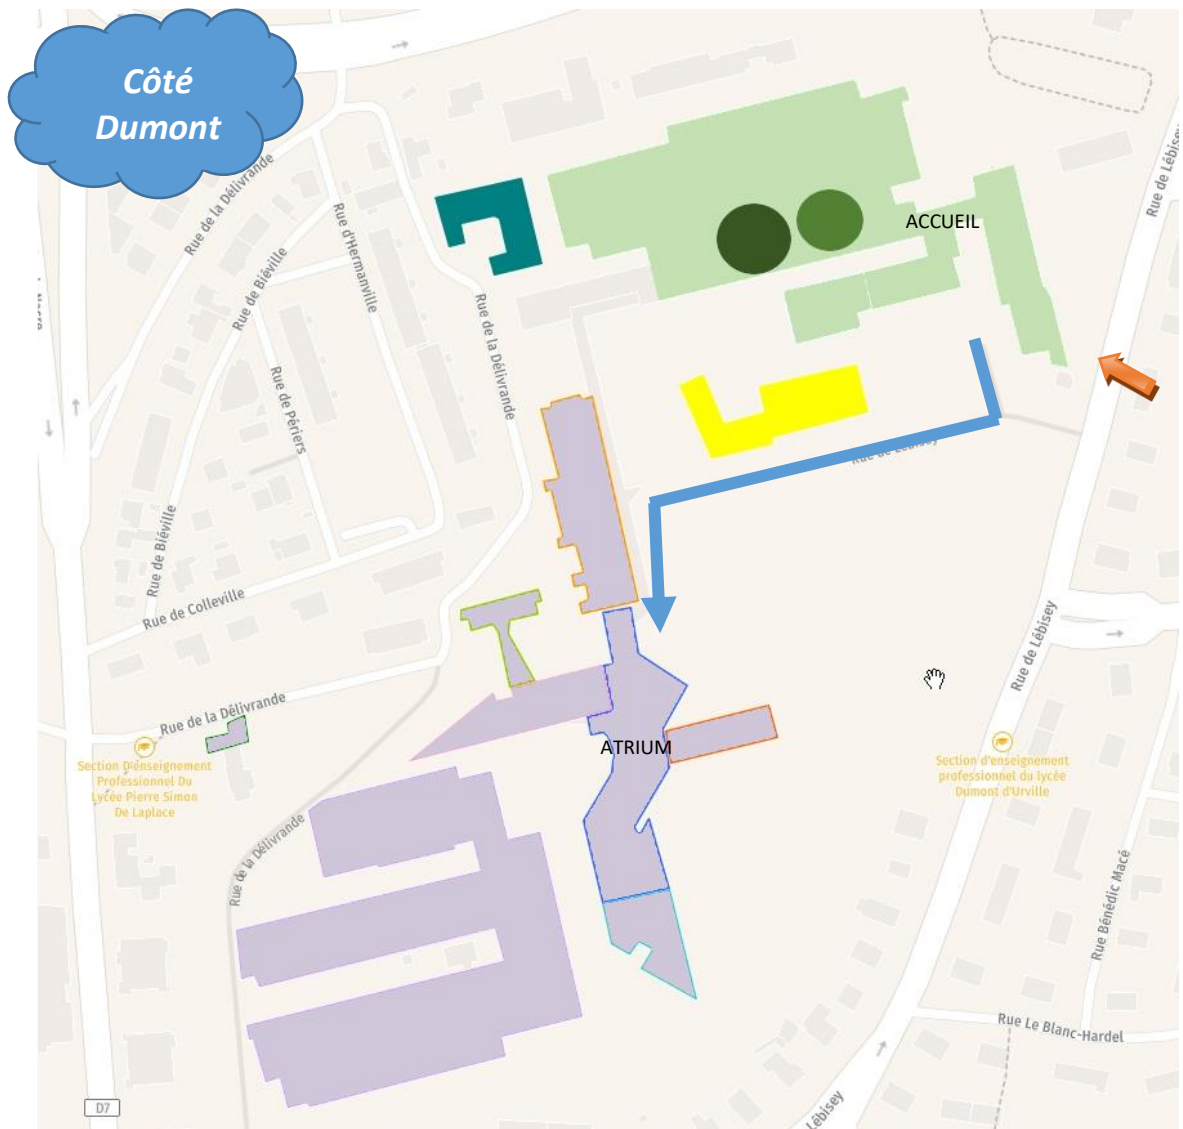 Côté
Dumont
Rue de la Délivrande
Rue de Biéville
Rue d'Hermanville
Rue de la Délivrande
Rue de Périers
Rue de Biéville
Rue de Colleville
Rue de Lébisey
ACCUEIL
Rue de Lébisey
Rue de la Délivrande
ATRIUM
Section D'enseignement
Professionnel Du
Lycée Pierre Simon
De Laplace
Rue de Lébisey
Section d'enseignement
professionnel du lycée
Dumont d'Urville
Rue de la Délivrande
Rue Bénédic Macé
Rue Le Blanc-Hardel
D7
Lébisey